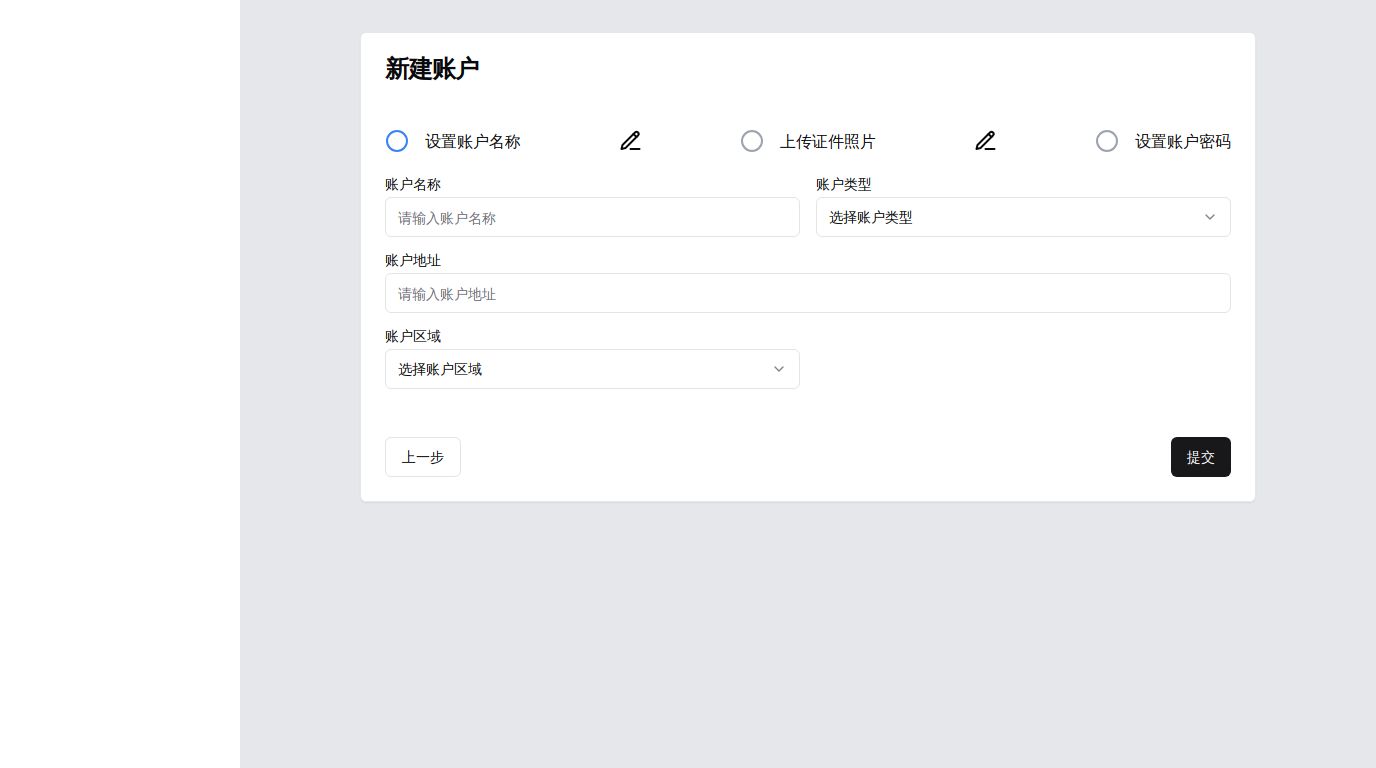 新建账户
设置账户名称
上传证件照片
设置账户密码
账户名称
账户类型
请输入账户名称
选择账户类型
账户地址
请输入账户地址
账户区域
选择账户区域
上一步
提交